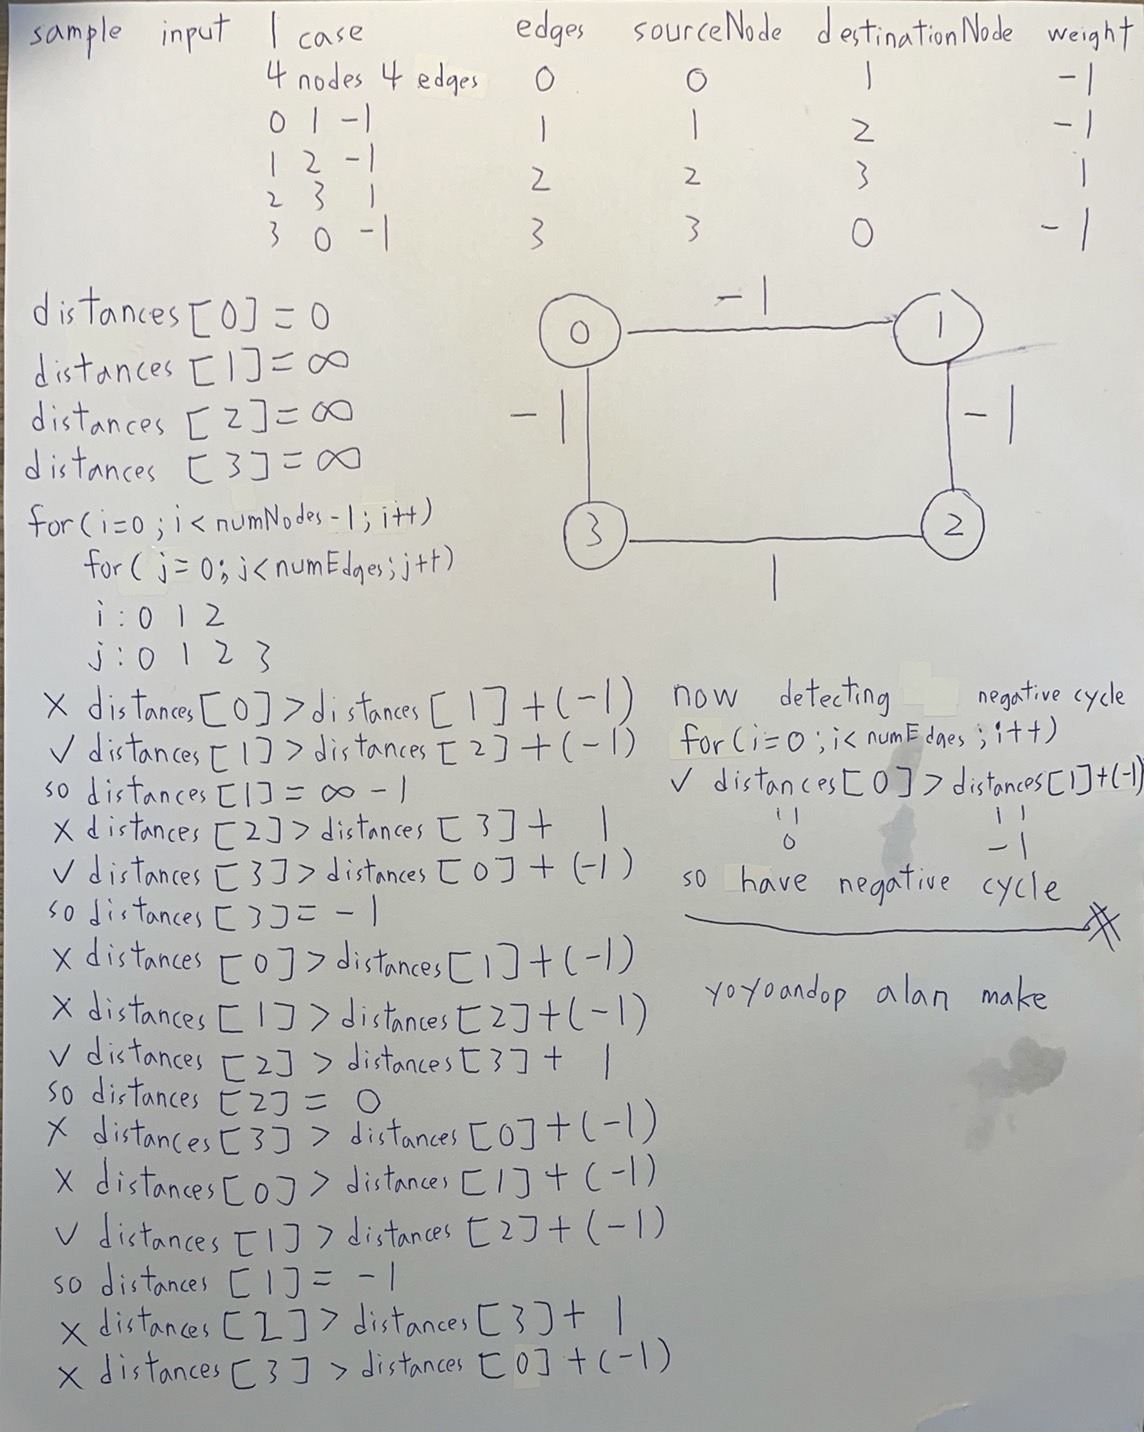 sample input 1 case
4 nodes 4 edges
0 1 -1
1 2 -1
2 3 1
3 0 -1
edges sourceNode destinationNode weight
0 0 1 -1
1 1 2 -1
2 2 3 1
3 3 0 -1
distances[0]=0
distances[1]=∞
distances[2]=∞
distances[3]=∞
for(i=0;i<numNodes-1;i++)
for(j=0;j<numEdges;j++)
i:0 1 2
j:0 1 2 3
0 -1 1
-1 -1
3 2
1
x distances[0]>distances[1]+(-1)
✓ distances[1]>distances[2]+(-1)
so distances[1]=∞-1
x distances[2]>distances[3]+ 1
✓ distances[3]>distances[0]+(-1)
so distances[3]=-1
x distances[0]>distances[1]+(-1)
x distances[1]>distances[2]+(-1)
✓ distances[2]>distances[3]+ 1
so distances[2]= 0
x distances[3]>distances[0]+(-1)
x distances[0]>distances[1]+(-1)
✓ distances[1]>distances[2]+(-1)
so distances[1]=-1
x distances[2]>distances[3]+ 1
x distances[3]>distances[0]+(-1)
now detecting negative cycle
for(i=0;i<numEdges;i++)
✓ distances[0]>distances[1]+(-1)
" "
0 -1
so have negative cycle
yoyoandop alan make